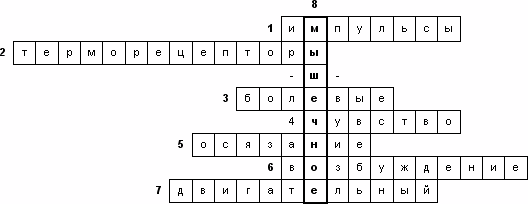 8
1 импульсы
2 терморецепторы
- ш -
3 болевые
4 чувство
5 осязание
6 возбуждение
7 двигательный